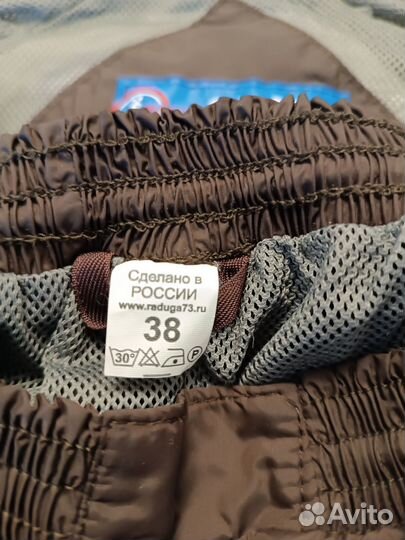 Сделано в
РОССИИ
www.raduga73.ru
38
30° P
Avito